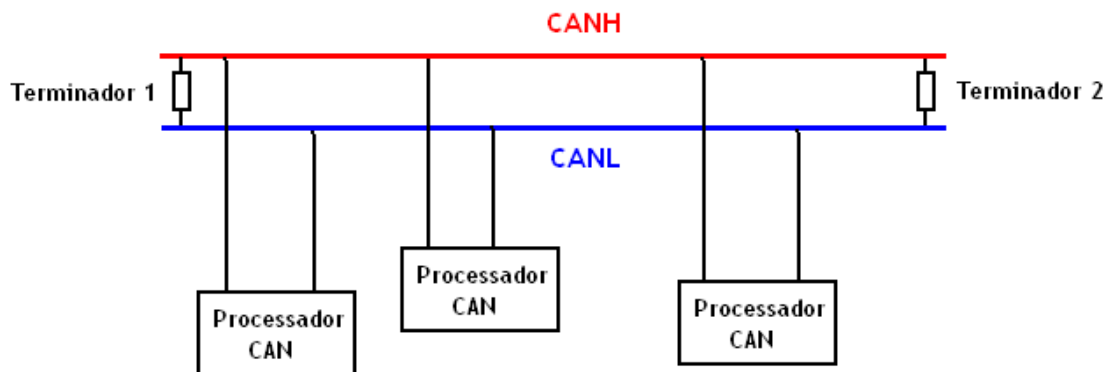 CANH
Terminador 1
Terminador 2
CANL
Processador
CAN
Processador
CAN
Processador
CAN